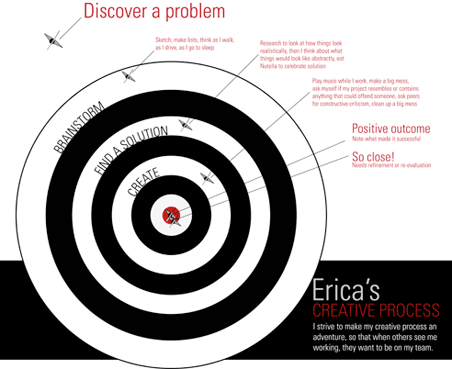 Discover a problem
Sketch, make lists, think as I walk,
as I drive, as I go to sleep
Research to look at how things look
realistically, then I think about what
things would look like abstractly, eat
Nutella to celebrate solution
Play music while I work, make a big mess,
ask myself if my project resembles or contains
anything that could offend someone, ask peers
for constructive criticism, clean up a big mess
BRAINSTORM
FIND A SOLUTION
CREATE
Positive outcome
Note what made it successful
So close!
Needs refinement or re-evaluation
Erica's
CREATIVE PROCESS
I strive to make my creative process an
adventure, so that when others see me
working, they want to be on my team.